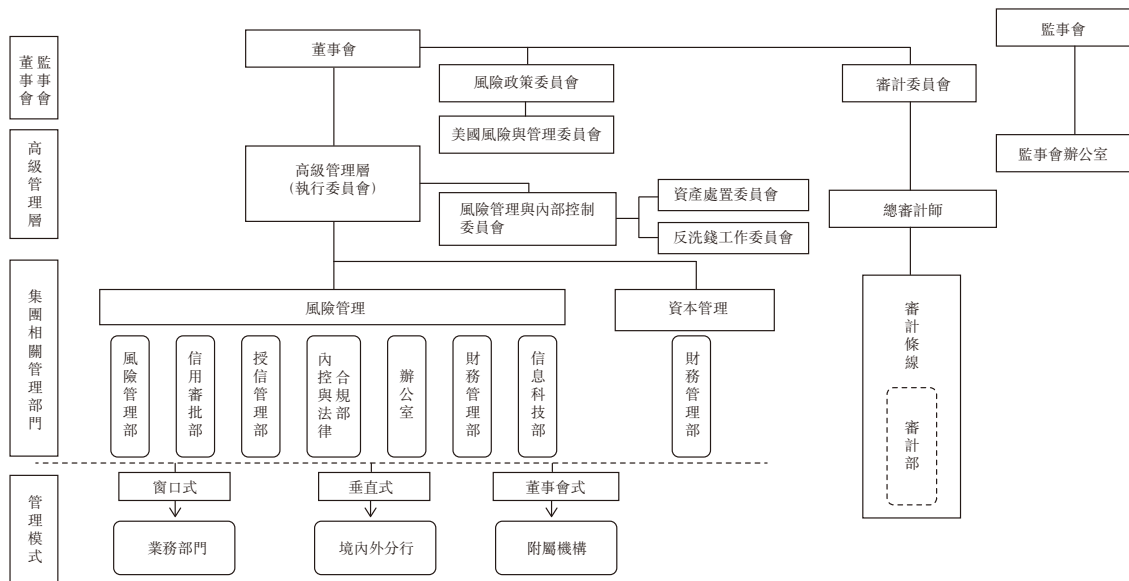 董事會
監事會
董事會
監事會
風險政策委員會
審計委員會
美國風險與管理委員會
監事會辦公室
高級管理層
高級管理層
(執行委員會)
風險管理與內部控制
委員會
資產處置委員會
反洗錢工作委員會
總審計師
集團相關管理部門
風險管理
資本管理
審計條線
風險管理部
信用審批部
授信管理部
內控與法律
合規部
辦公室
財務管理部
信息科技部
財務管理部
審計部
管理模式
窗口式
垂直式
董事會式
業務部門
境內外分行
附屬機構